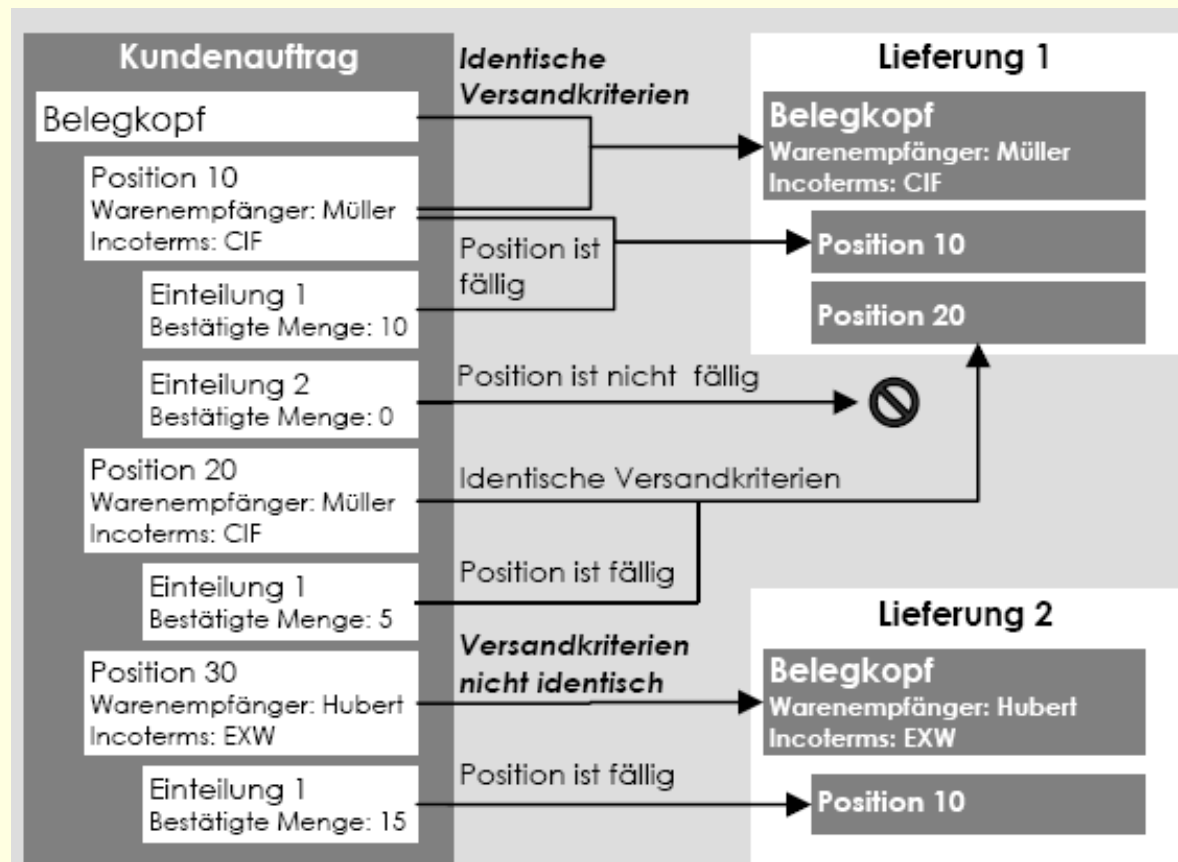 Kundenauftrag
Belegkopf
Position 10
Warenempfänger: Müller
Incoterms: CIF
Einteilung 1
Bestätigte Menge: 10
Einteilung 2
Bestätigte Menge: 0
Position 20
Warenempfänger: Müller
Incoterms: CIF
Einteilung 1
Bestätigte Menge: 5
Position 30
Warenempfänger: Hubert
Incoterms: EXW
Einteilung 1
Bestätigte Menge: 15
Identische
Versandkriterien
Position ist
fällig
Position ist nicht fällig
Identische Versandkriterien
Position ist fällig
Versandkriterien
nicht identisch
Position ist fällig
Lieferung 1
Belegkopf
Warenempfänger: Müller
Incoterms: CIF
Position 10
Position 20
Lieferung 2
Belegkopf
Warenempfänger: Hubert
Incoterms: EXW
Position 10